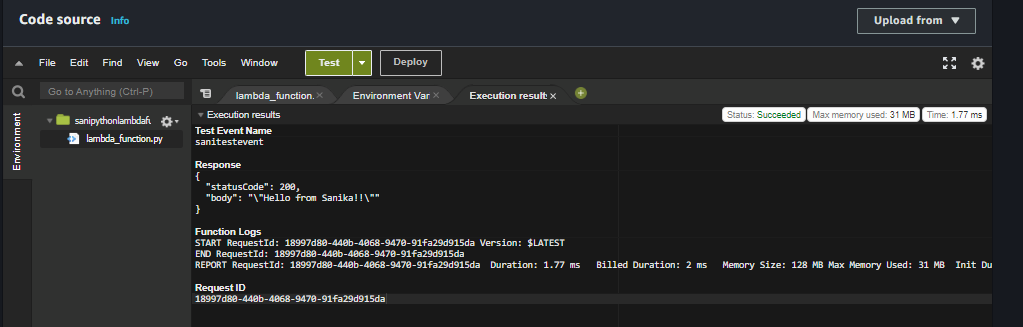 Code source Info
Upload from
File Edit Find View Go Tools Window Test Deploy
Go to Anything (Ctrl-P)
lambda_function. Environment Var Execution results
Environment
sanipythonlambdafu
lambda_function.py
Execution results Status: Succeeded Max memory used: 31 MB Time: 1.77 ms
Test Event Name
sanitestevent
Response
{
"statusCode": 200,
"body": "\"Hello from Sanika!!\""
}
Function Logs
START RequestId: 18997d80-440b-4068-9470-91fa29d915da Version: $LATEST
END RequestId: 18997d80-440b-4068-9470-91fa29d915da
REPORT RequestId: 18997d80-440b-4068-9470-91fa29d915da Duration: 1.77 ms Billed Duration: 2 ms Memory Size: 128 MB Max Memory Used: 31 MB Init Du
Request ID
18997d80-440b-4068-9470-91fa29d915da